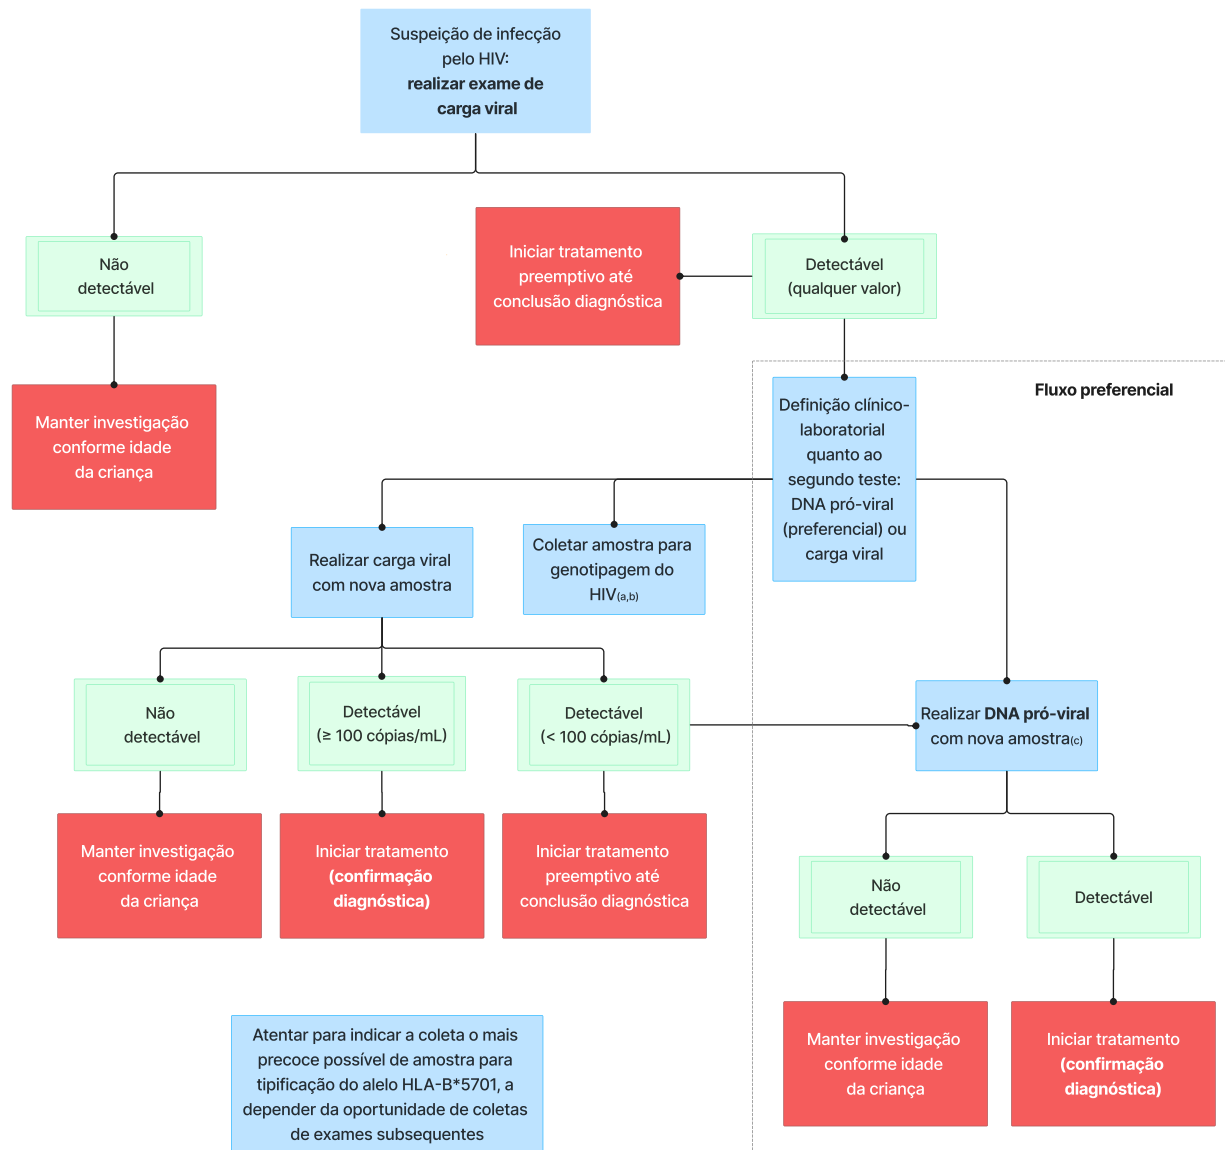 Suspeição de infecção
pelo HIV:
realizar exame de
carga viral
Não
detectável
Iniciar tratamento
preemptivo até
conclusão diagnóstica
Detectável
(qualquer valor)
Manter investigação
conforme idade
da criança
Fluxo preferencial
Definição clínico-
laboratorial
quanto ao
segundo teste:
DNA pró-viral
(preferencial) ou
carga viral
Realizar carga viral
com nova amostra
Coletar amostra para
genotipagem do
HIV(a,b)
Não
detectável
Detectável
(≥ 100 cópias/mL)
Detectável
(< 100 cópias/mL)
Realizar DNA pró-viral
com nova amostra(c)
Manter investigação
conforme idade
da criança
Iniciar tratamento
(confirmação
diagnóstica)
Iniciar tratamento
preemptivo até
conclusão diagnóstica
Não
detectável
Detectável
Manter investigação
conforme idade
da criança
Iniciar tratamento
(confirmação
diagnóstica)
Atentar para indicar a coleta o mais
precoce possível de amostra para
tipificação do alelo HLA-B*5701, a
depender da oportunidade de coletas
de exames subsequentes